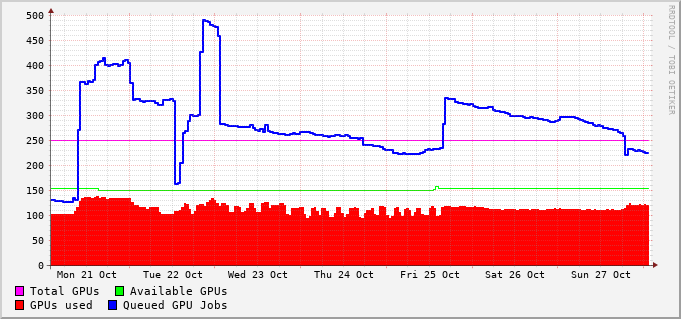 RRDTOOL / TOBI OETIKER
500
450
400
350
300
250
200
150
100
50
0
Mon 21 Oct Tue 22 Oct Wed 23 Oct Thu 24 Oct Fri 25 Oct Sat 26 Oct Sun 27 Oct
Total GPUs Available GPUs
GPUs used Queued GPU Jobs